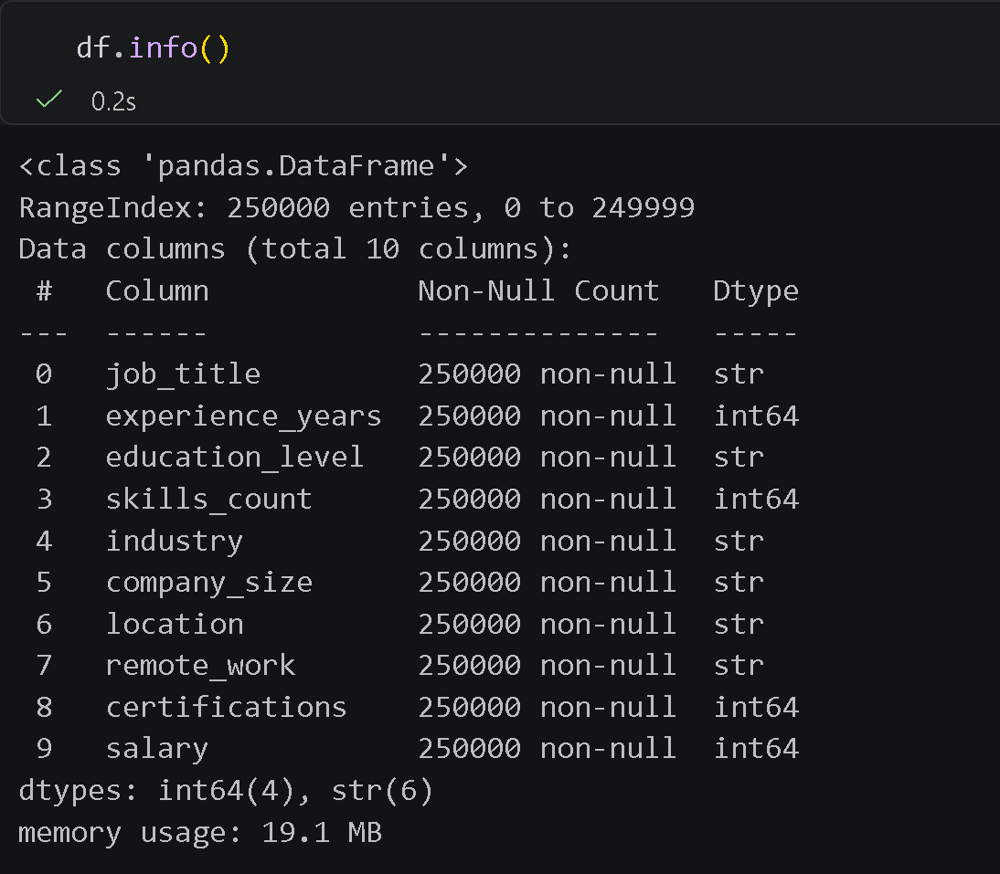 df.info()
0.2s
<class 'pandas.DataFrame'>
RangeIndex: 250000 entries, 0 to 249999
Data columns (total 10 columns):
 #   Column            Non-Null Count   Dtype
---  ------            --------------   -----
 0   job_title         250000 non-null  str
 1   experience_years  250000 non-null  int64
 2   education_level   250000 non-null  str
 3   skills_count      250000 non-null  int64
 4   industry          250000 non-null  str
 5   company_size      250000 non-null  str
 6   location          250000 non-null  str
 7   remote_work       250000 non-null  str
 8   certifications    250000 non-null  int64
 9   salary            250000 non-null  int64
dtypes: int64(4), str(6)
memory usage: 19.1 MB